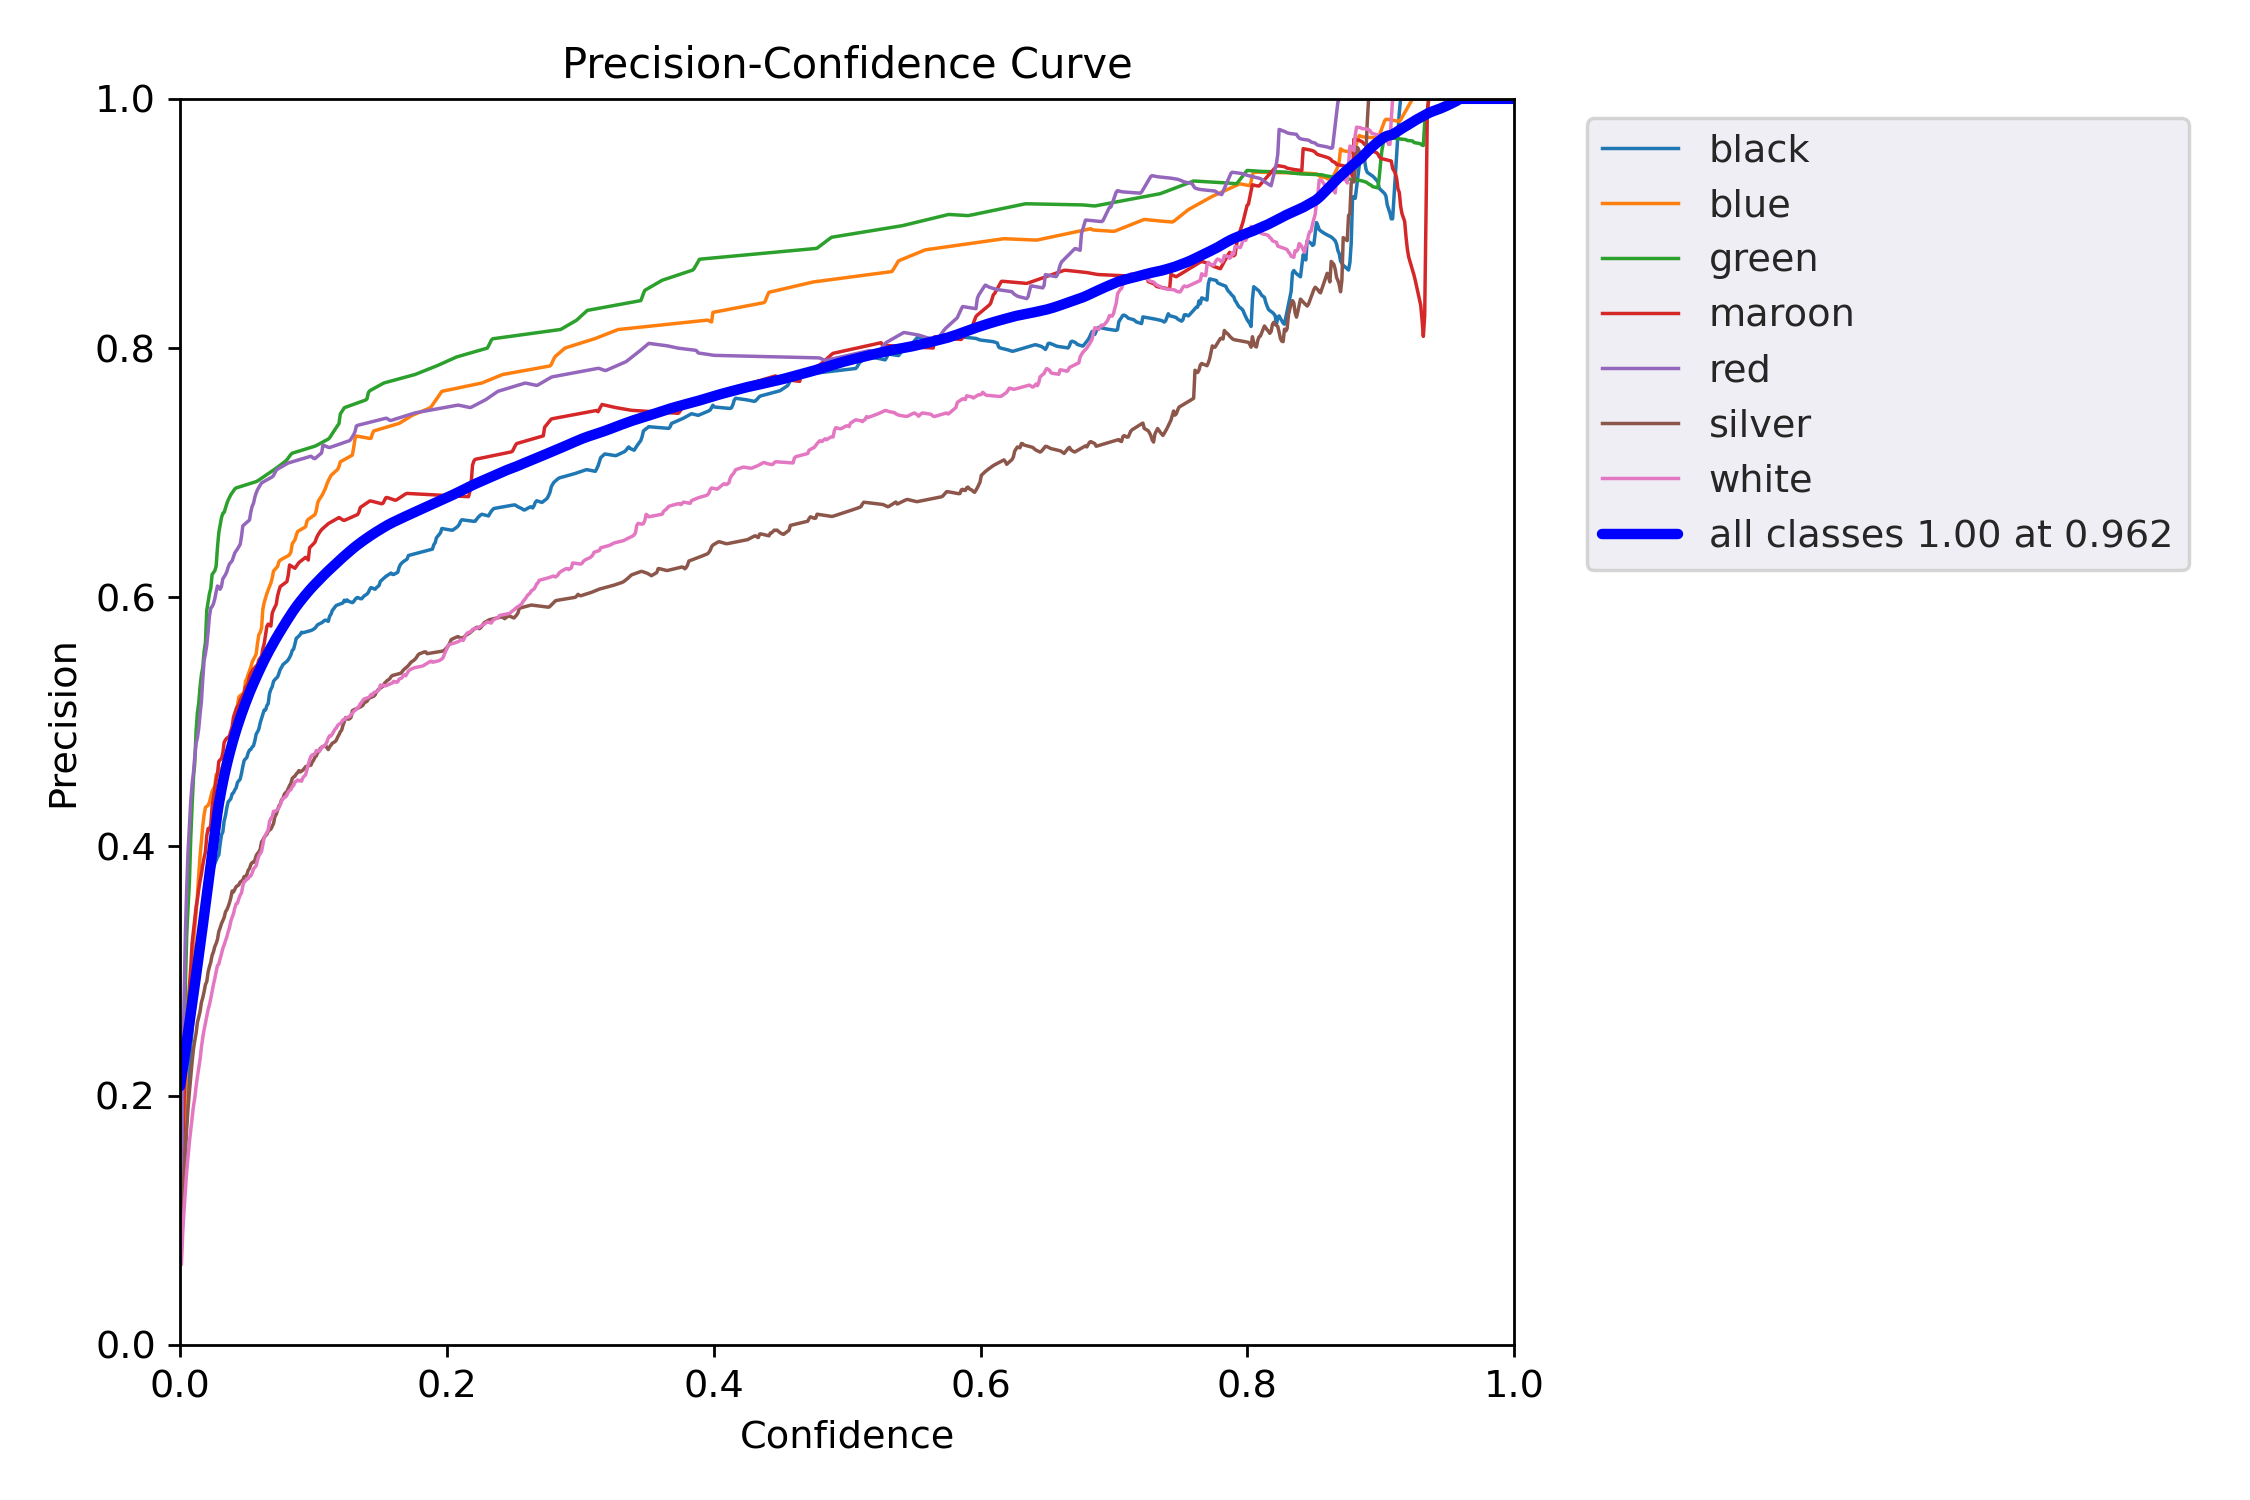 Precision-Confidence Curve
1.0
0.8
0.6
0.4
0.2
0.0
Precision
0.0 0.2 0.4 0.6 0.8 1.0
Confidence
black
blue
green
maroon
red
silver
white
all classes 1.00 at 0.962